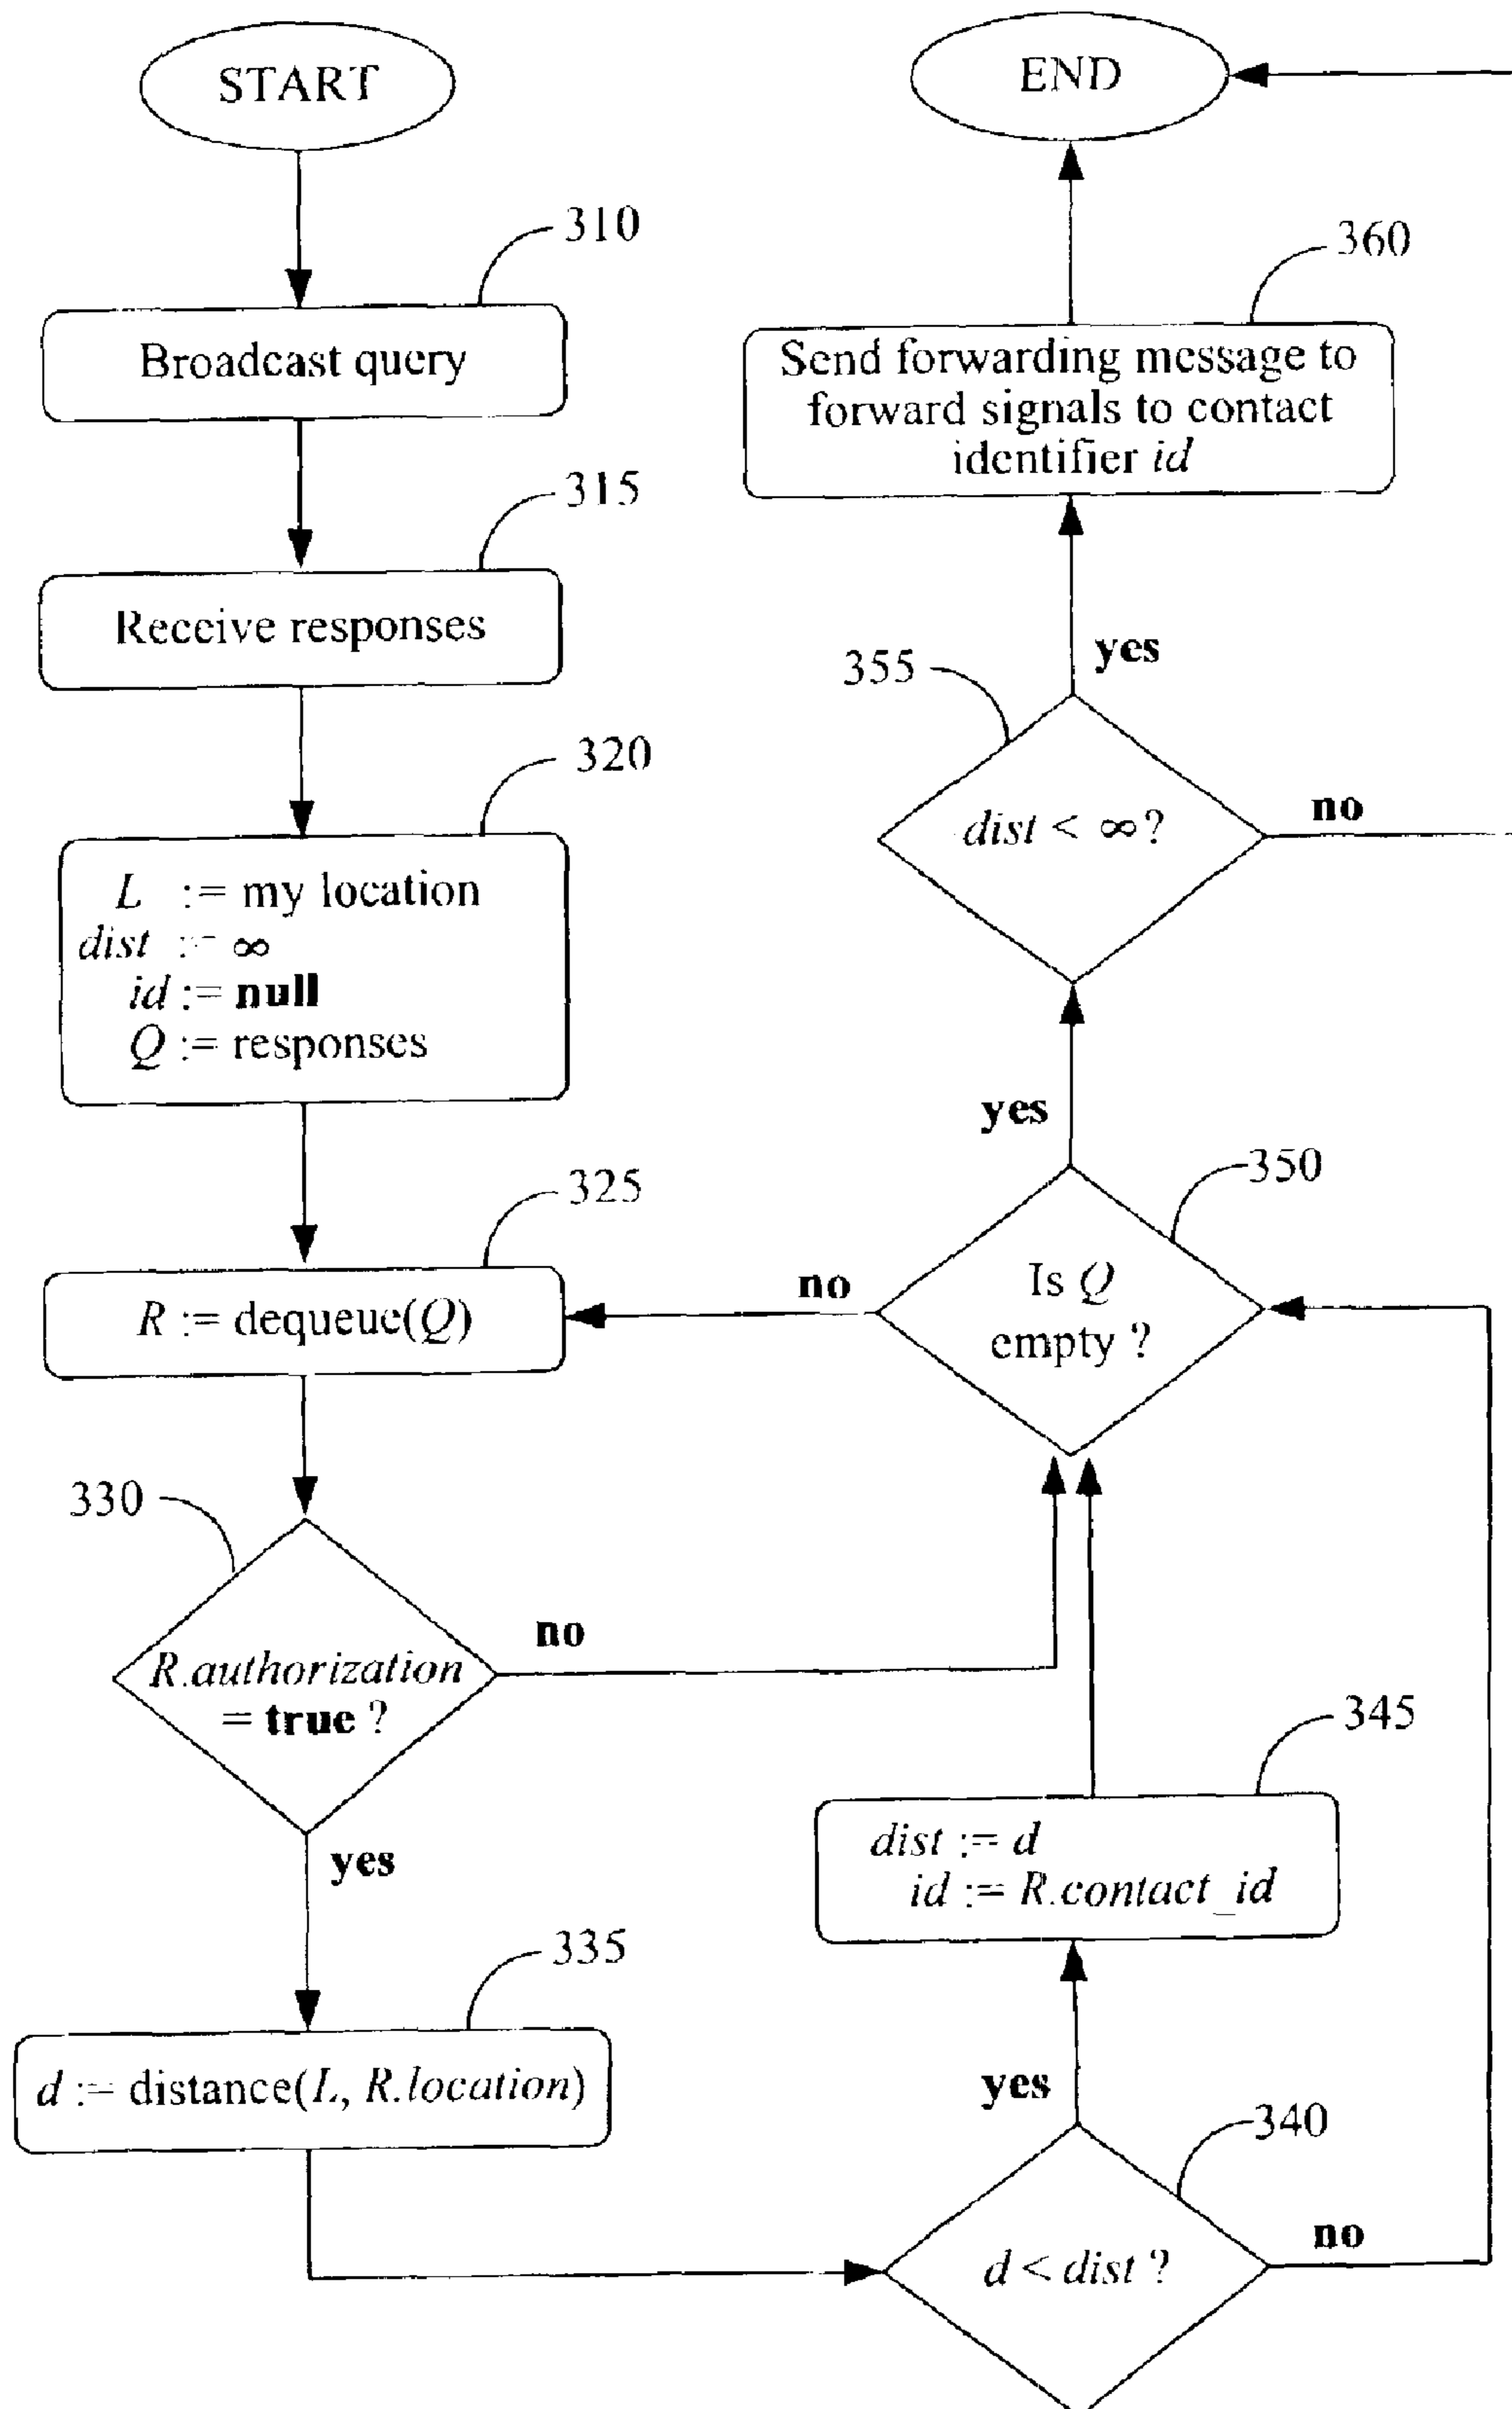 START
310
Broadcast query
315
Receive responses
320
L := my location
dist := ∞
id := null
Q := responses
325
R := dequeue(Q)
330
R.authorization
= true ?
no
yes
335
d := distance(L, R.location)
340
d < dist ?
no
yes
345
dist := d
id := R.contact_id
350
Is Q
empty ?
no
yes
355
dist < ∞?
no
yes
360
Send forwarding message to
forward signals to contact
identifier id
END